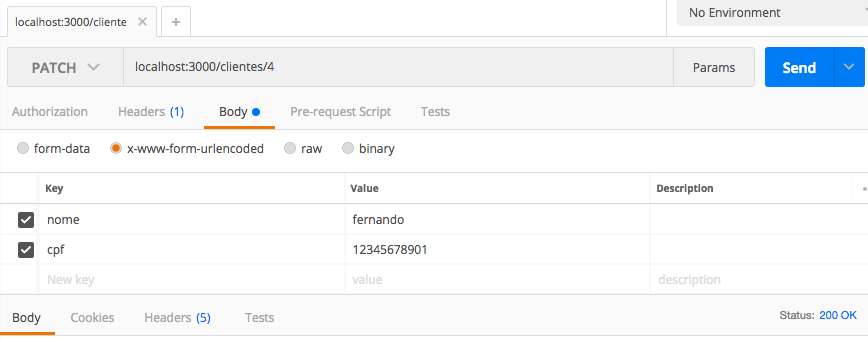 localhost:3000/cliente
No Environment
PATCH localhost:3000/clientes/4 Params Send
Authorization Headers (1) Body Pre-request Script Tests
form-data x-www-form-urlencoded raw binary
Key Value Description
nome fernando
cpf 12345678901
New key value description
Body Cookies Headers (5) Tests Status: 200 OK